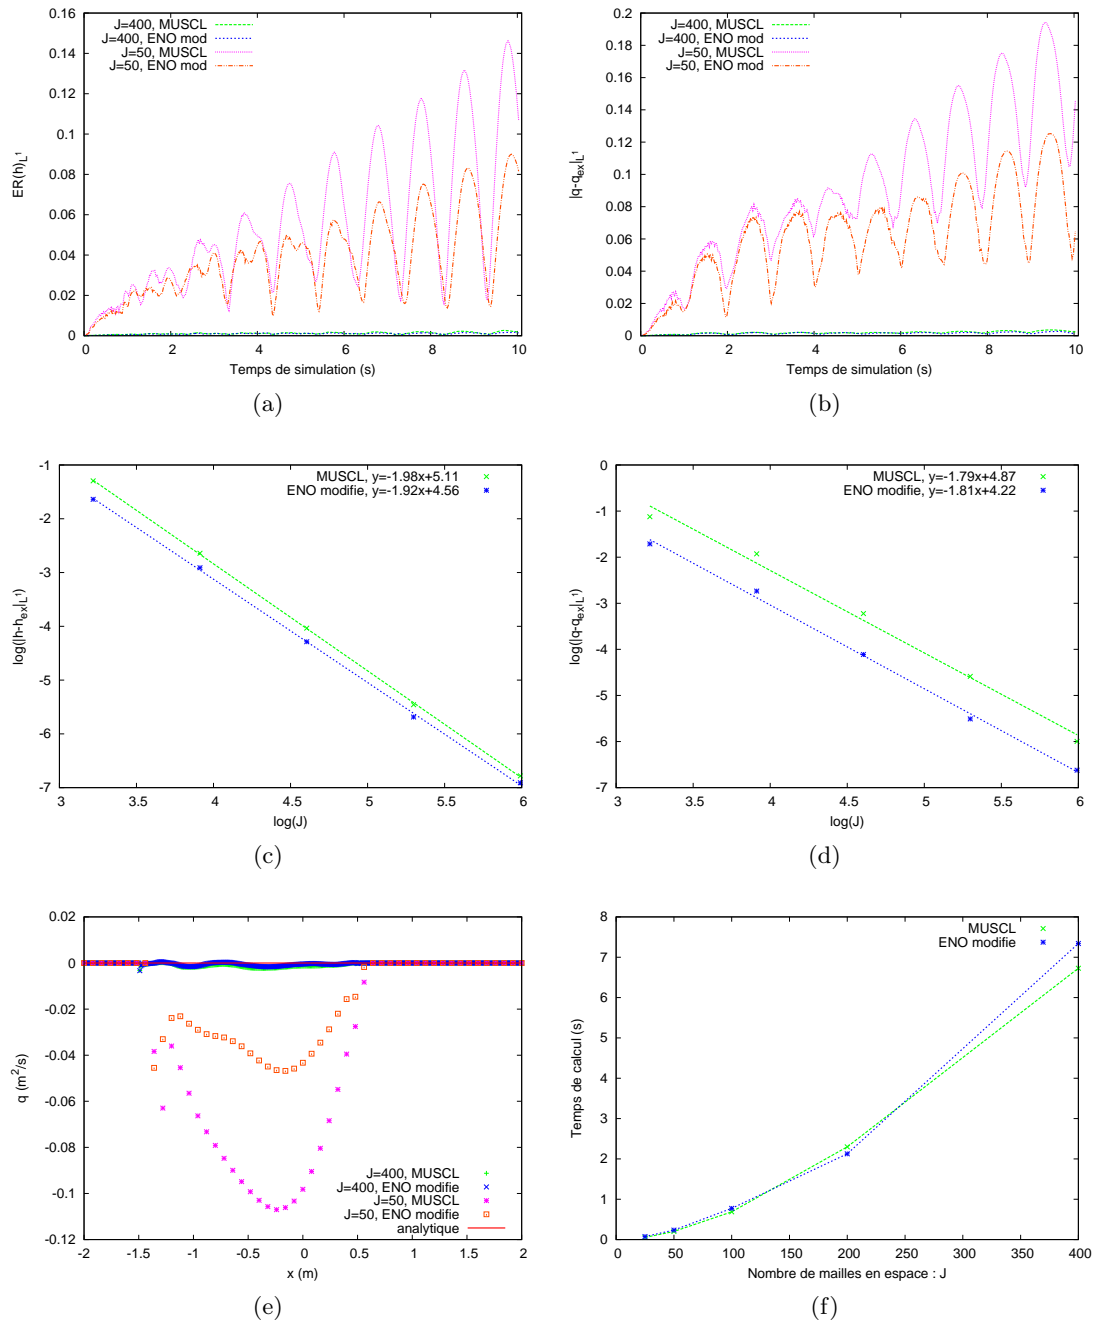 0.16
0.14
0.12
0.1
0.08
0.06
0.04
0.02
0
ER(h)L¹
J=400, MUSCL
J=400, ENO mod
J=50, MUSCL
J=50, ENO mod
0 2 4 6 8 10
Temps de simulation (s)
(a)
0.2
0.18
0.16
0.14
0.12
0.1
0.08
0.06
0.04
0.02
0
|q-qex|L¹
J=400, MUSCL
J=400, ENO mod
J=50, MUSCL
J=50, ENO mod
0 2 4 6 8 10
Temps de simulation (s)
(b)
-1
-2
-3
-4
-5
-6
-7
log(|h-hex|L¹)
MUSCL, y=-1.98x+5.11
ENO modifie, y=-1.92x+4.56
3 3.5 4 4.5 5 5.5 6
log(J)
(c)
0
-1
-2
-3
-4
-5
-6
-7
log(|q-qex|L¹)
MUSCL, y=-1.79x+4.87
ENO modifie, y=-1.81x+4.22
3 3.5 4 4.5 5 5.5 6
log(J)
(d)
0.02
0
-0.02
-0.04
-0.06
-0.08
-0.1
-0.12
q (m²/s)
J=400, MUSCL
J=400, ENO modifie
J=50, MUSCL
J=50, ENO modifie
analytique
-2 -1.5 -1 -0.5 0 0.5 1 1.5 2
x (m)
(e)
8
7
6
5
4
3
2
1
0
Temps de calcul (s)
MUSCL
ENO modifie
0 50 100 150 200 250 300 350 400
Nombre de mailles en espace : J
(f)